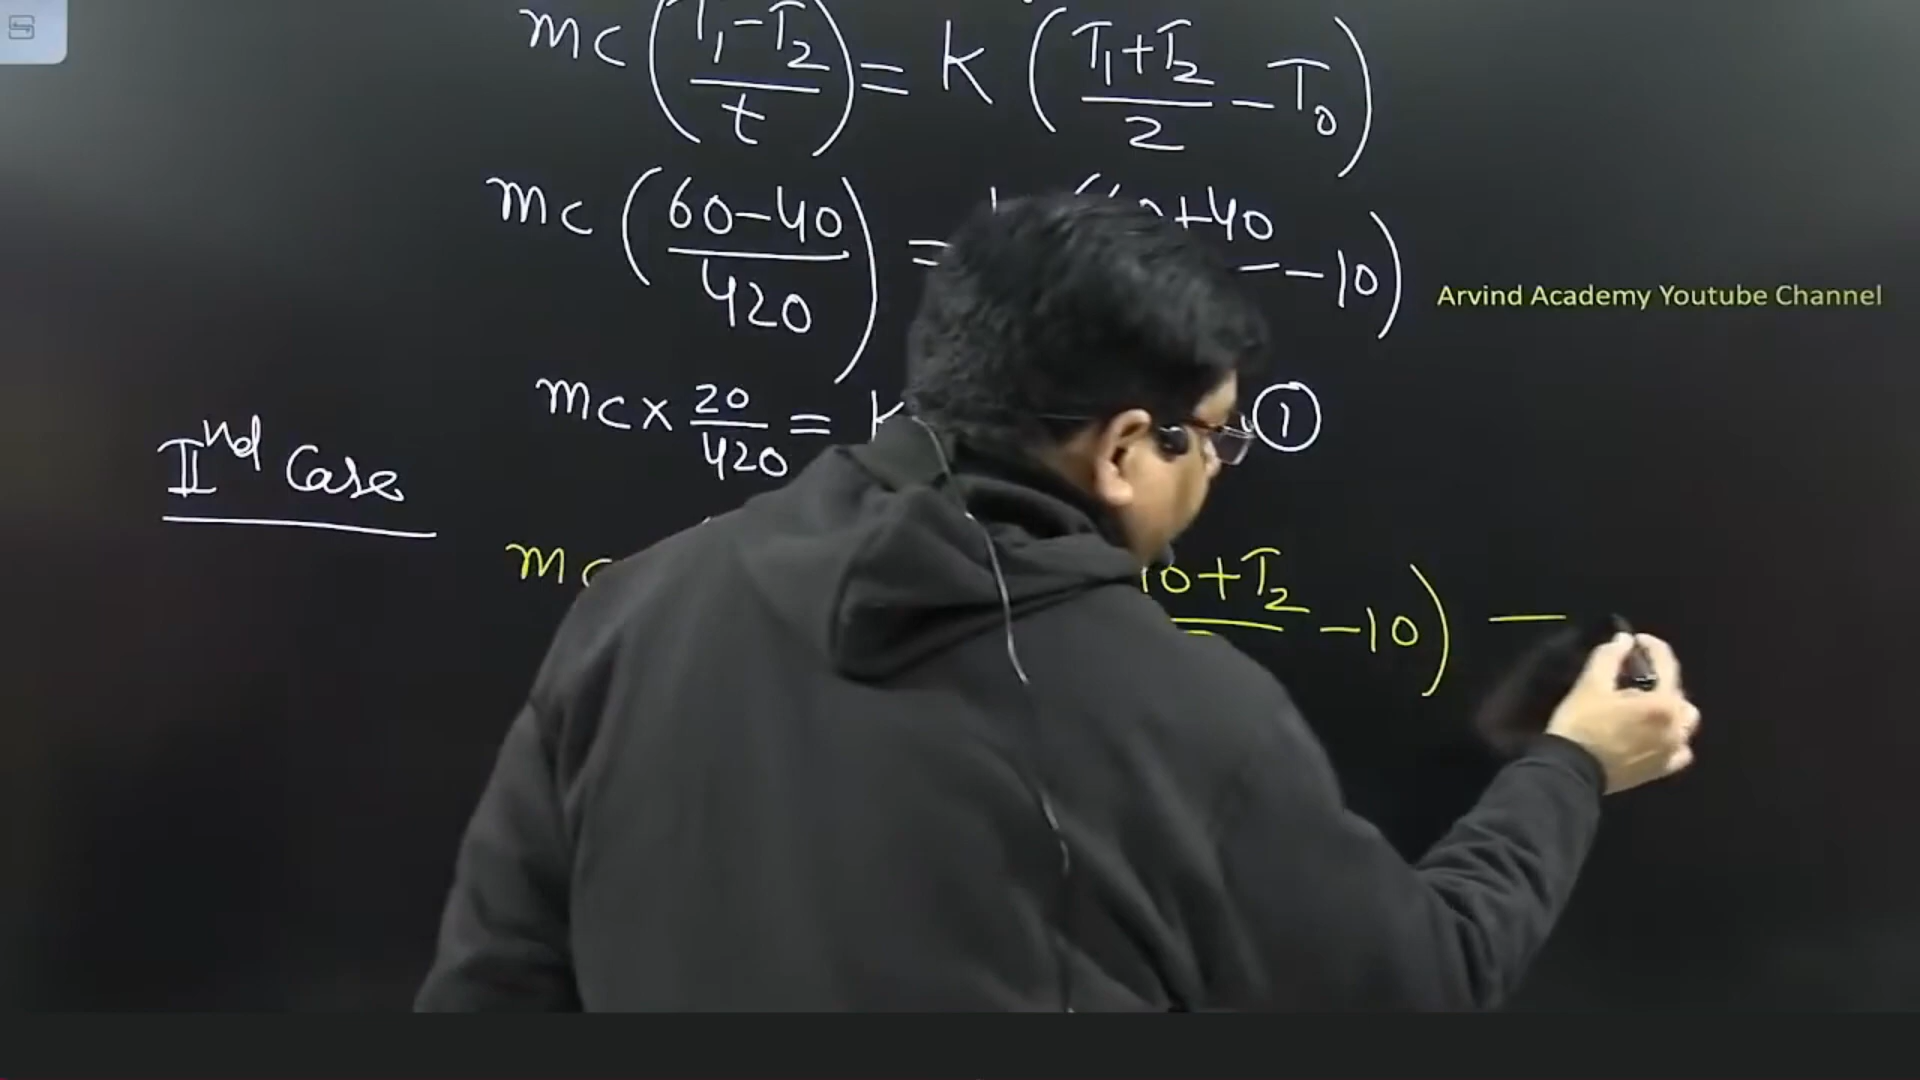 mc (T₁-T₂/t) = K (T₁+T₂/2 - T₀)
mc (60-40/420) = +40 -10)
Arvind Academy Youtube Channel
mc x 20/420 = K 1
IInd Case
mc 0+T₂ -10) —